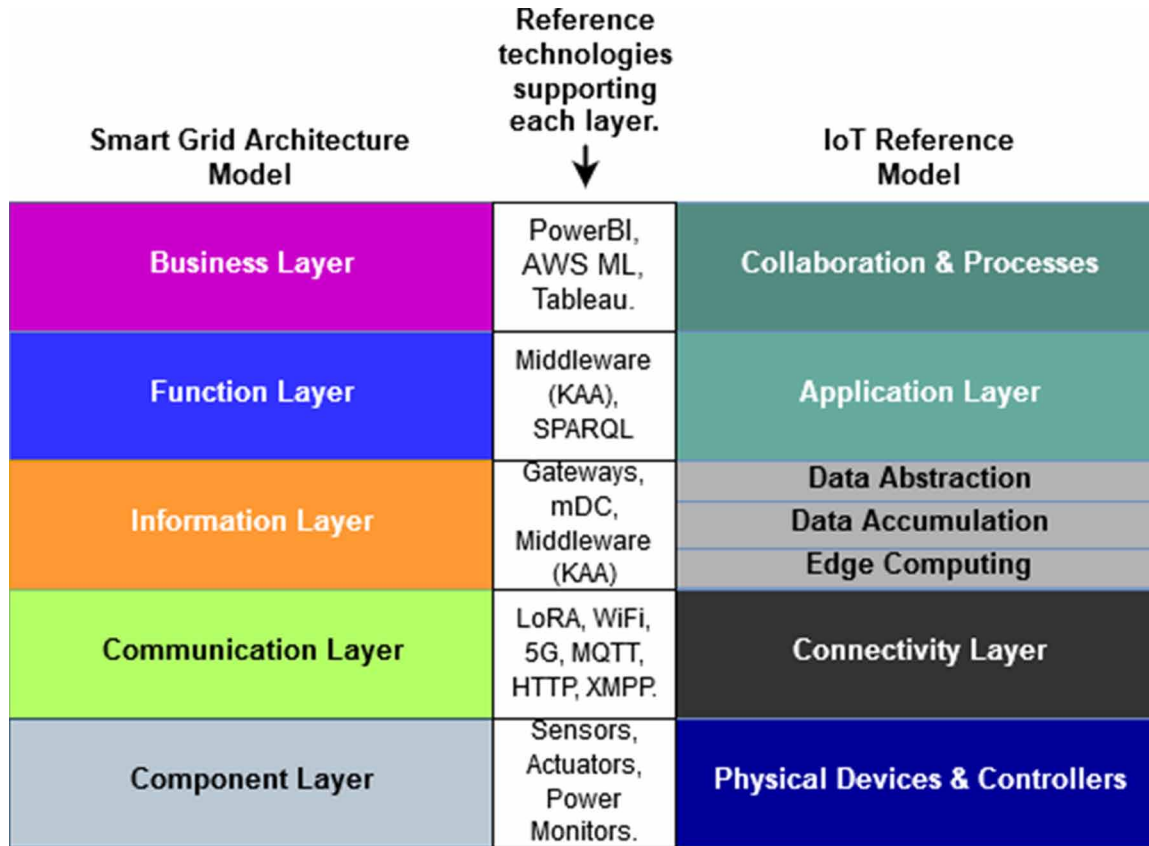 Reference
technologies
supporting
each layer.
Smart Grid Architecture
Model
IoT Reference
Model
Business Layer
PowerBI,
AWS ML,
Tableau.
Collaboration & Processes
Function Layer
Middleware
(KAA),
SPARQL
Application Layer
Information Layer
Gateways,
mDC,
Middleware
(KAA)
Data Abstraction
Data Accumulation
Edge Computing
Communication Layer
LoRA, WiFi,
5G, MQTT,
HTTP, XMPP.
Connectivity Layer
Component Layer
Sensors,
Actuators,
Power
Monitors.
Physical Devices & Controllers